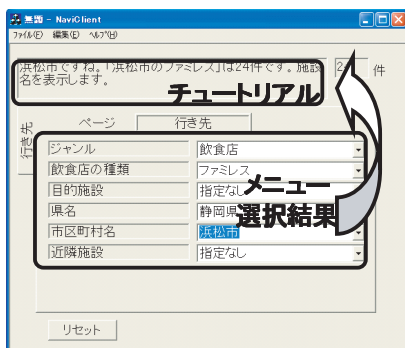 無題 - NaviClient
ファイル(F) 編集(E) ヘルプ(H)
浜松市ですね。「浜松市のファミレス」は24件です。施設
名を表示します。
24 件
チュートリアル
行き先
ページ 行き先
ジャンル 飲食店
飲食店の種類 ファミレス
目的施設 指定なし
県名 静岡県
市区町村名 浜松市
近隣施設 指定なし
メニュー
選択結果
リセット